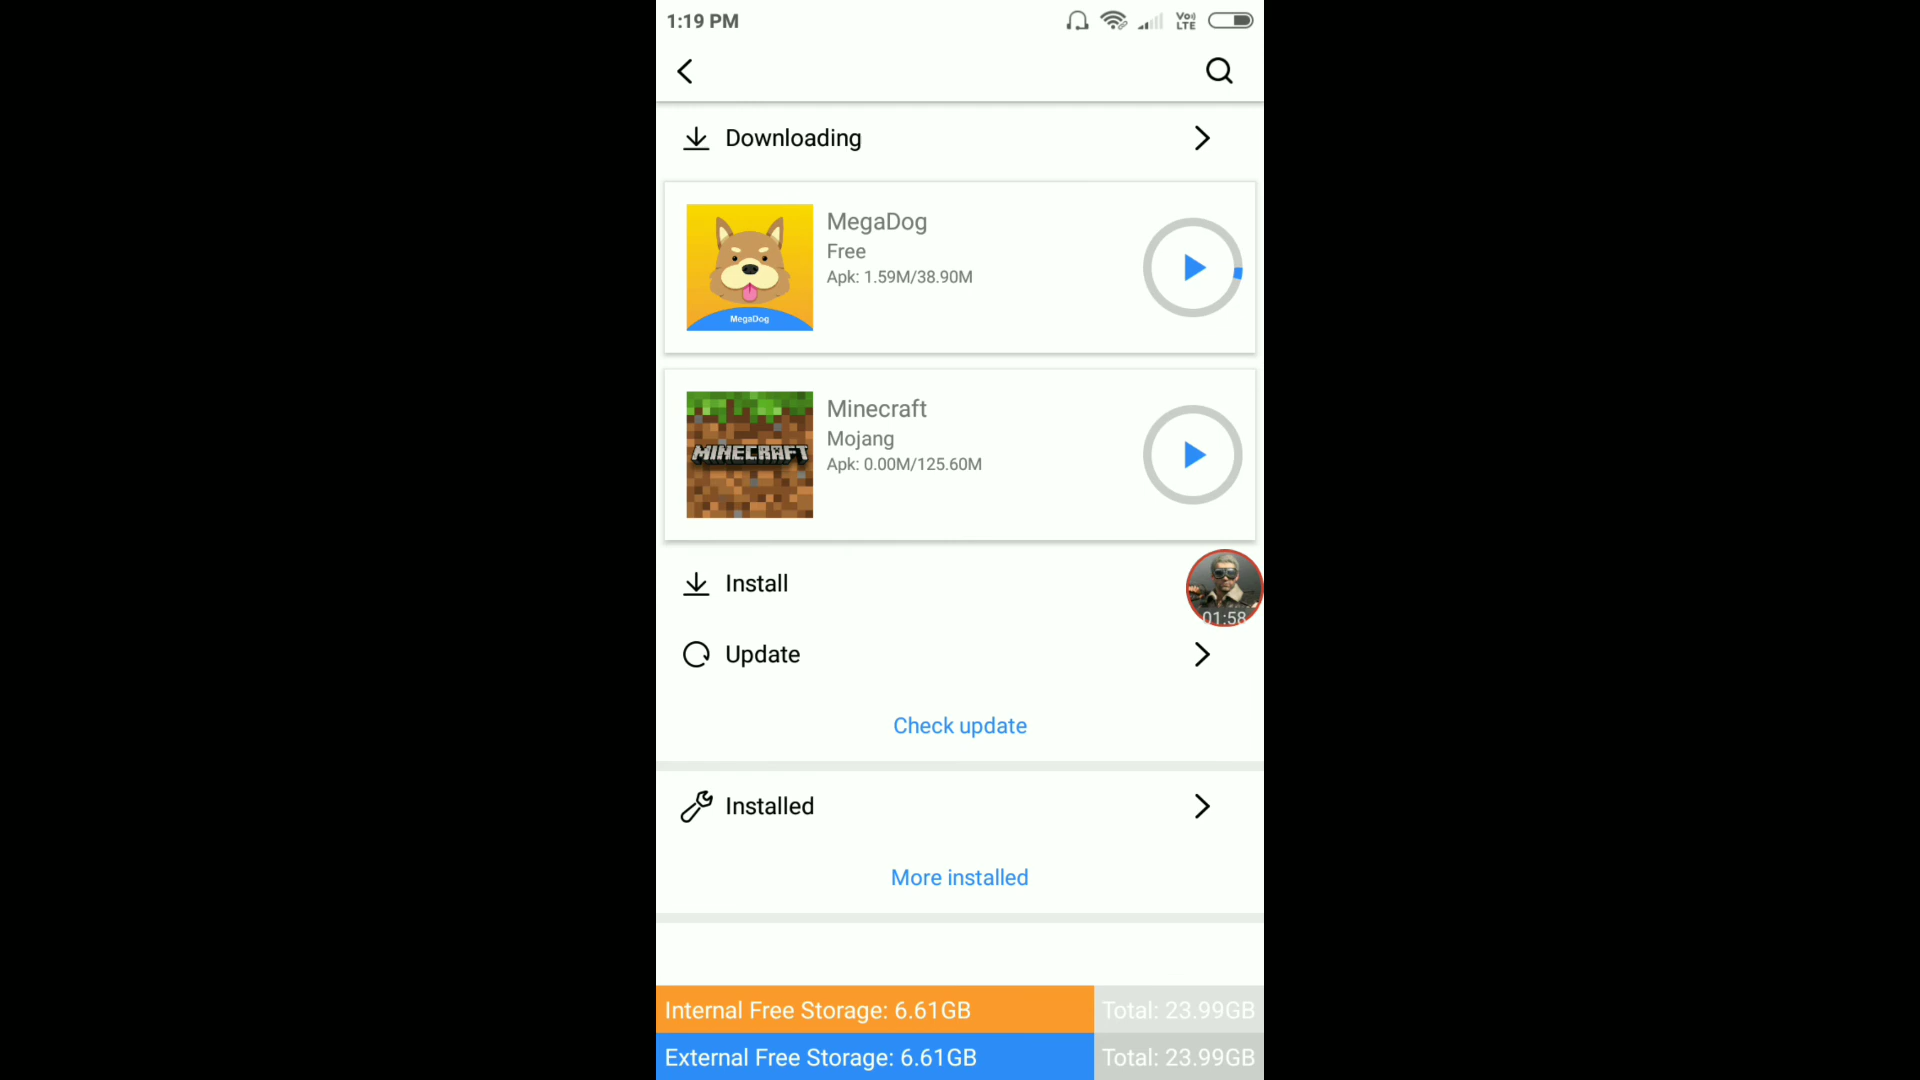 1:19 PM
Vo
LTE
Downloading
MegaDog
Free
Apk: 1.59M/38.90M
MegaDog
Minecraft
Mojang
Apk: 0.00M/125.60M
MINECRAFT
Install
01:58
Update
Check update
Installed
More installed
Internal Free Storage: 6.61GB
Total: 23.99GB
External Free Storage: 6.61GB
Total: 23.99GB